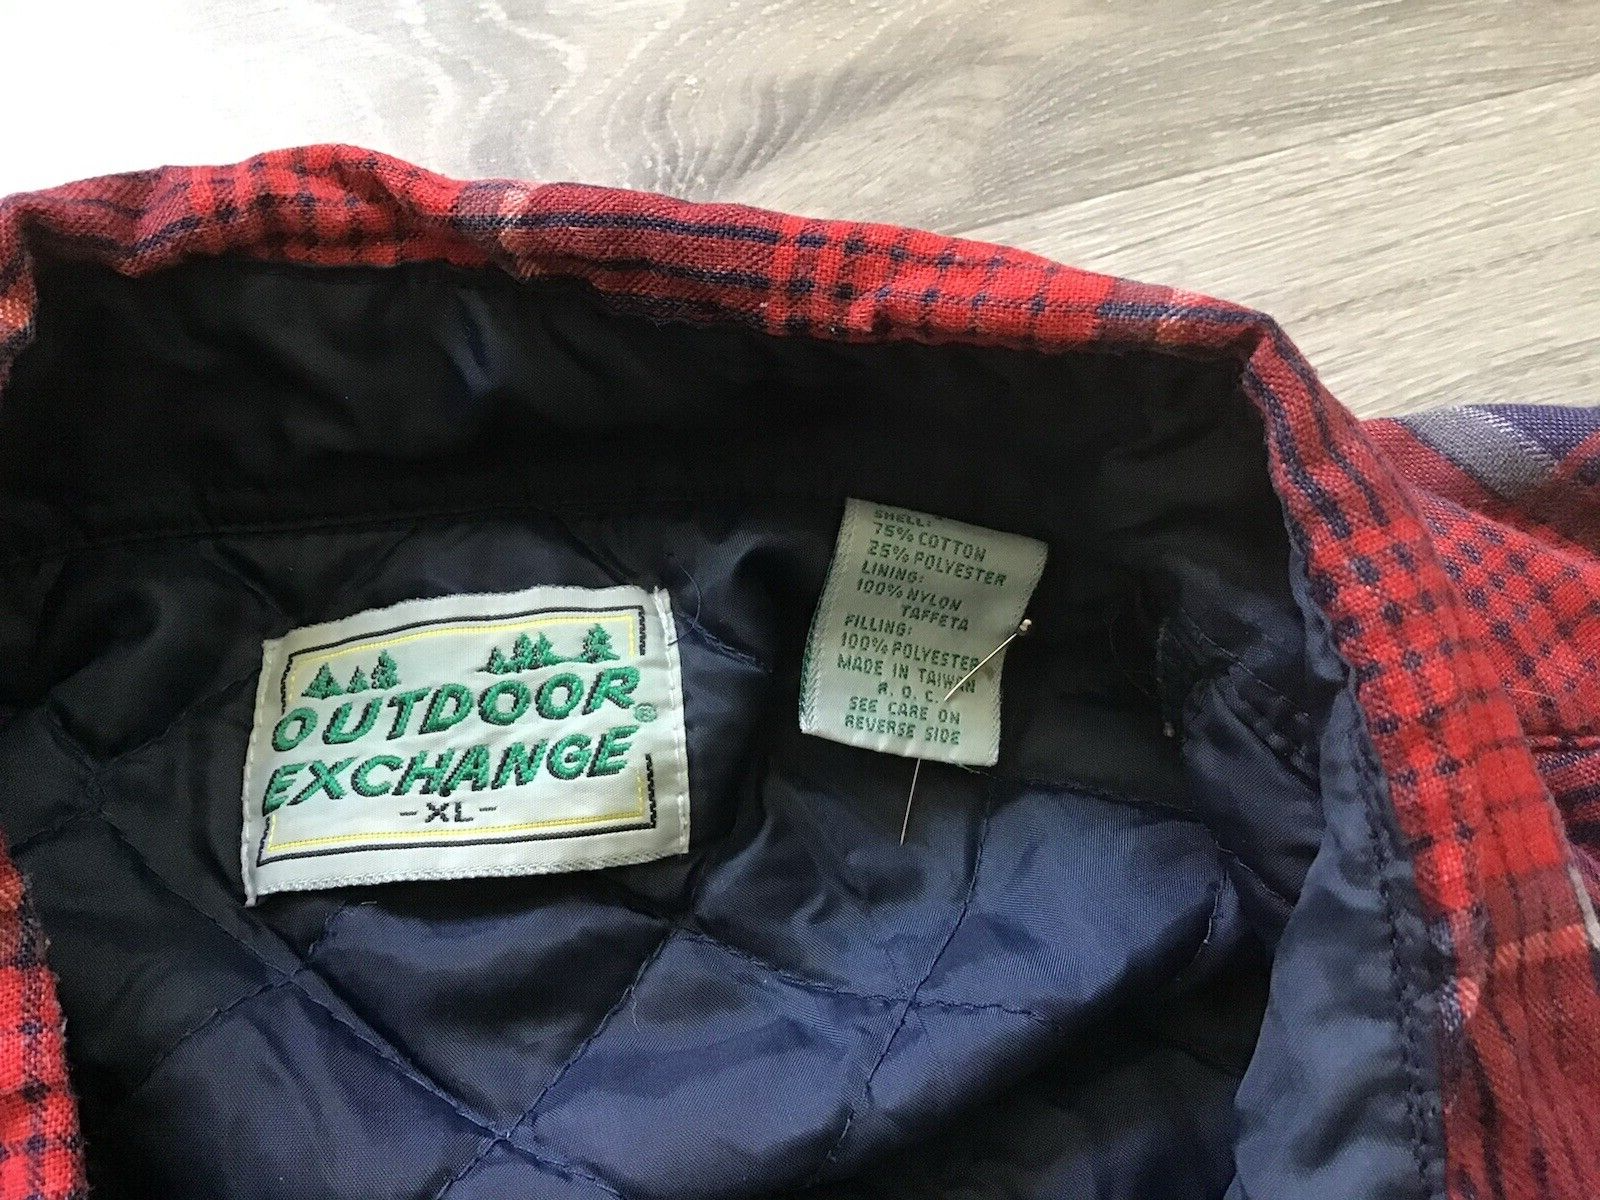 OUTDOOR
EXCHANGE®
-XL-
SHELL:
75% COTTON
25% POLYESTER
LINING:
100% NYLON
TAFFETA
FILLING:
100% POLYESTER
MADE IN TAIWAN
R.O.C.
SEE CARE ON
REVERSE SIDE